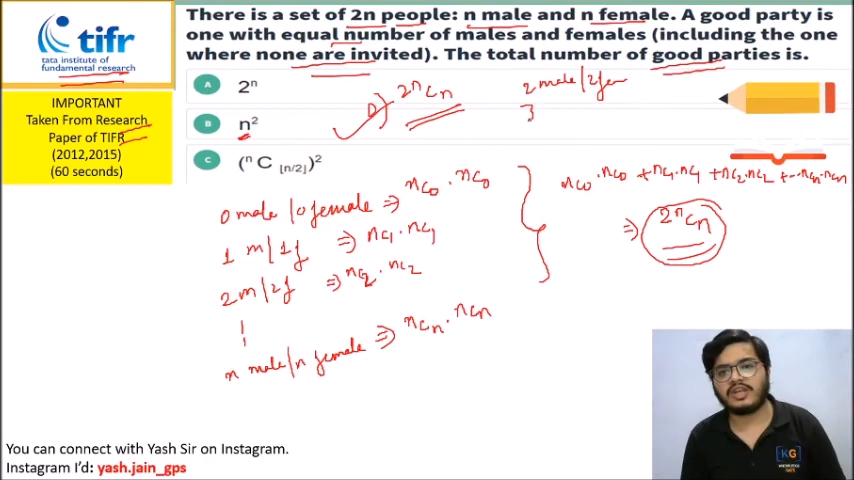 There is a set of 2n people: n male and n female. A good party is
one with equal number of males and females (including the one
where none are invited). The total number of good parties is.
tifr
tata institute of
fundamental research
IMPORTANT
Taken From Research
Paper of TIFR
(2012,2015)
(60 seconds)
A 2ⁿ
B n²
C (ⁿ C ⌊n/2⌋)²
D) 2ⁿCₙ
2 male/2fem
3
0 male/0 female ⇒ ⁿC₀ · ⁿC₀
1 m/1f ⇒ ⁿC₁ · ⁿC₁
2 m/2f ⇒ ⁿC₂ · ⁿC₂
n male/n female ⇒ ⁿCₙ · ⁿCₙ
ⁿC₀ · ⁿC₀ + ⁿC₁ · ⁿC₁ + ⁿC₂ · ⁿC₂ + ... ⁿCₙ · ⁿCₙ
⇒ 2ⁿCₙ
KG
You can connect with Yash Sir on Instagram.
Instagram I'd: yash.jain_gps